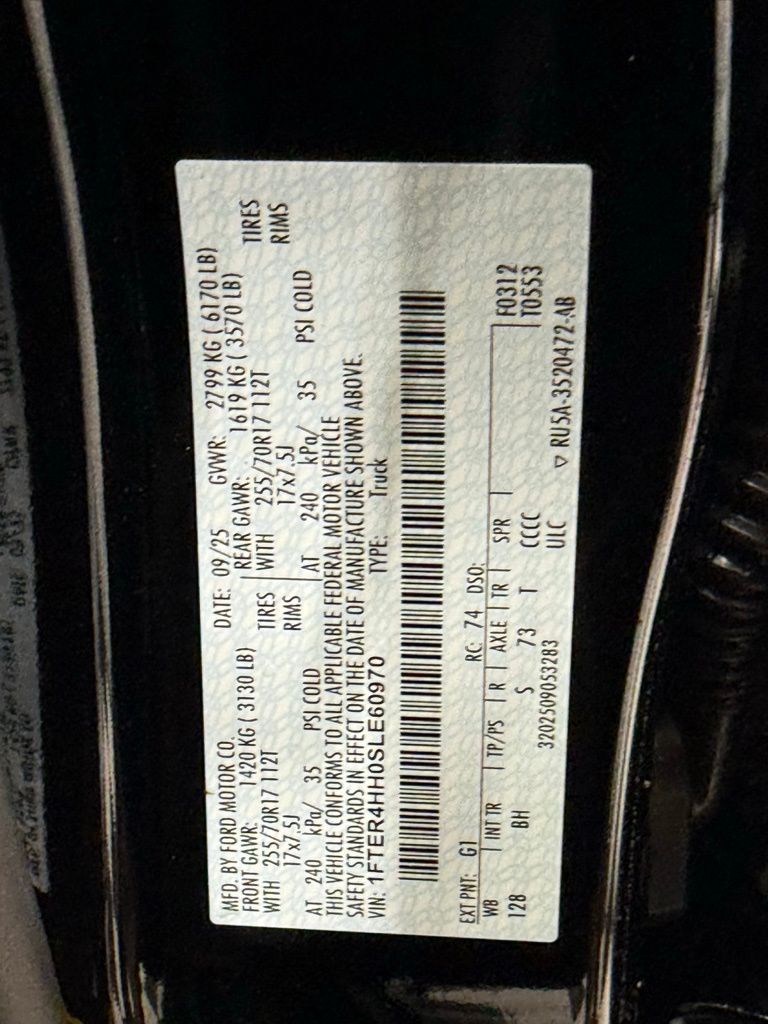 MFD. BY FORD MOTOR CO.
DATE: 09/25 GVWR: 2799 KG ( 6170 LB)
FRONT GAWR: 1420 KG ( 3130 LB)
REAR GAWR: 1619 KG ( 3570 LB)
WITH 255/70R17 112T TIRES
WITH 255/70R17 112T TIRES
17x7.5J RIMS
17x7.5J RIMS
AT 240 kPa/ 35 PSI COLD
AT 240 kPa/ 35 PSI COLD
THIS VEHICLE CONFORMS TO ALL APPLICABLE FEDERAL MOTOR VEHICLE
SAFETY STANDARDS IN EFFECT ON THE DATE OF MANUFACTURE SHOWN ABOVE.
VIN: 1FTER4HH0SLE60970 TYPE: Truck
EXT PNT: G1 RC: 74 DSO:
WB INT TR TP/PS R AXLE TR SPR F0312
128 BH S 73 T CCCC T0553
ULC
3202509053283 ▽ RU5A-3520472-AB